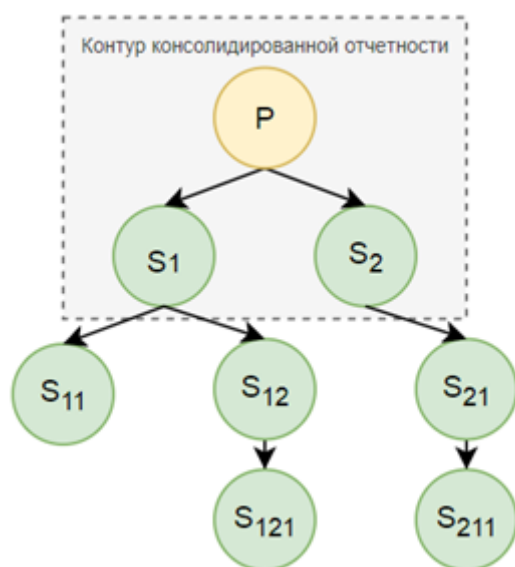 Контур консолидированной отчетности
P
S1
S2
S11
S12
S21
S121
S211